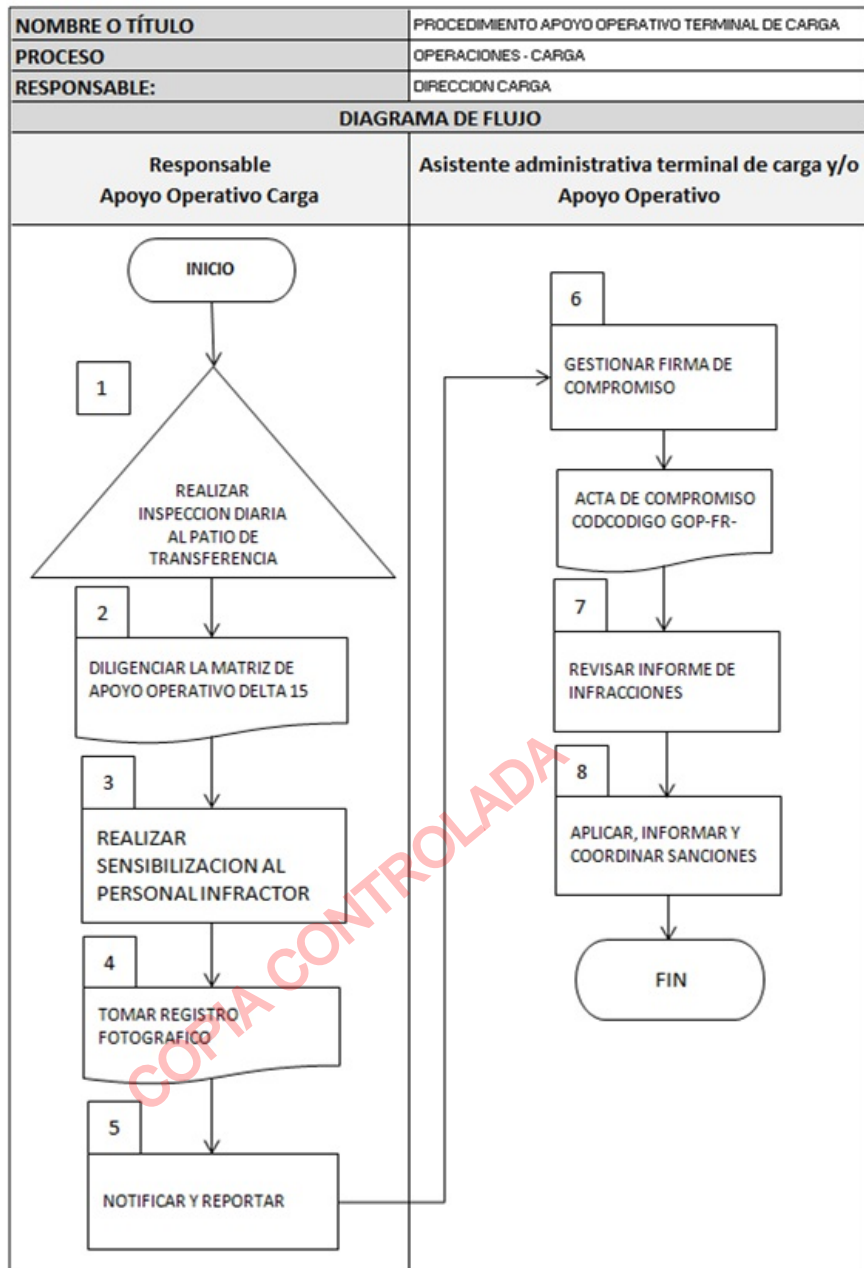 NOMBRE O TÍTULO
PROCEDIMIENTO APOYO OPERATIVO TERMINAL DE CARGA
PROCESO
OPERACIONES - CARGA
RESPONSABLE:
DIRECCION CARGA
DIAGRAMA DE FLUJO
Responsable
Apoyo Operativo Carga
Asistente administrativa terminal de carga y/o
Apoyo Operativo
INICIO
1
REALIZAR
INSPECCION DIARIA
AL PATIO DE
TRANSFERENCIA
2
DILIGENCIAR LA MATRIZ DE
APOYO OPERATIVO DELTA 15
3
REALIZAR
SENSIBILIZACION AL
PERSONAL INFRACTOR
4
TOMAR REGISTRO
FOTOGRAFICO
5
NOTIFICAR Y REPORTAR
6
GESTIONAR FIRMA DE
COMPROMISO
ACTA DE COMPROMISO
CODCODIGO GOP-FR-
7
REVISAR INFORME DE
INFRACCIONES
8
APLICAR, INFORMAR Y
COORDINAR SANCIONES
FIN
COPIA CONTROLADA